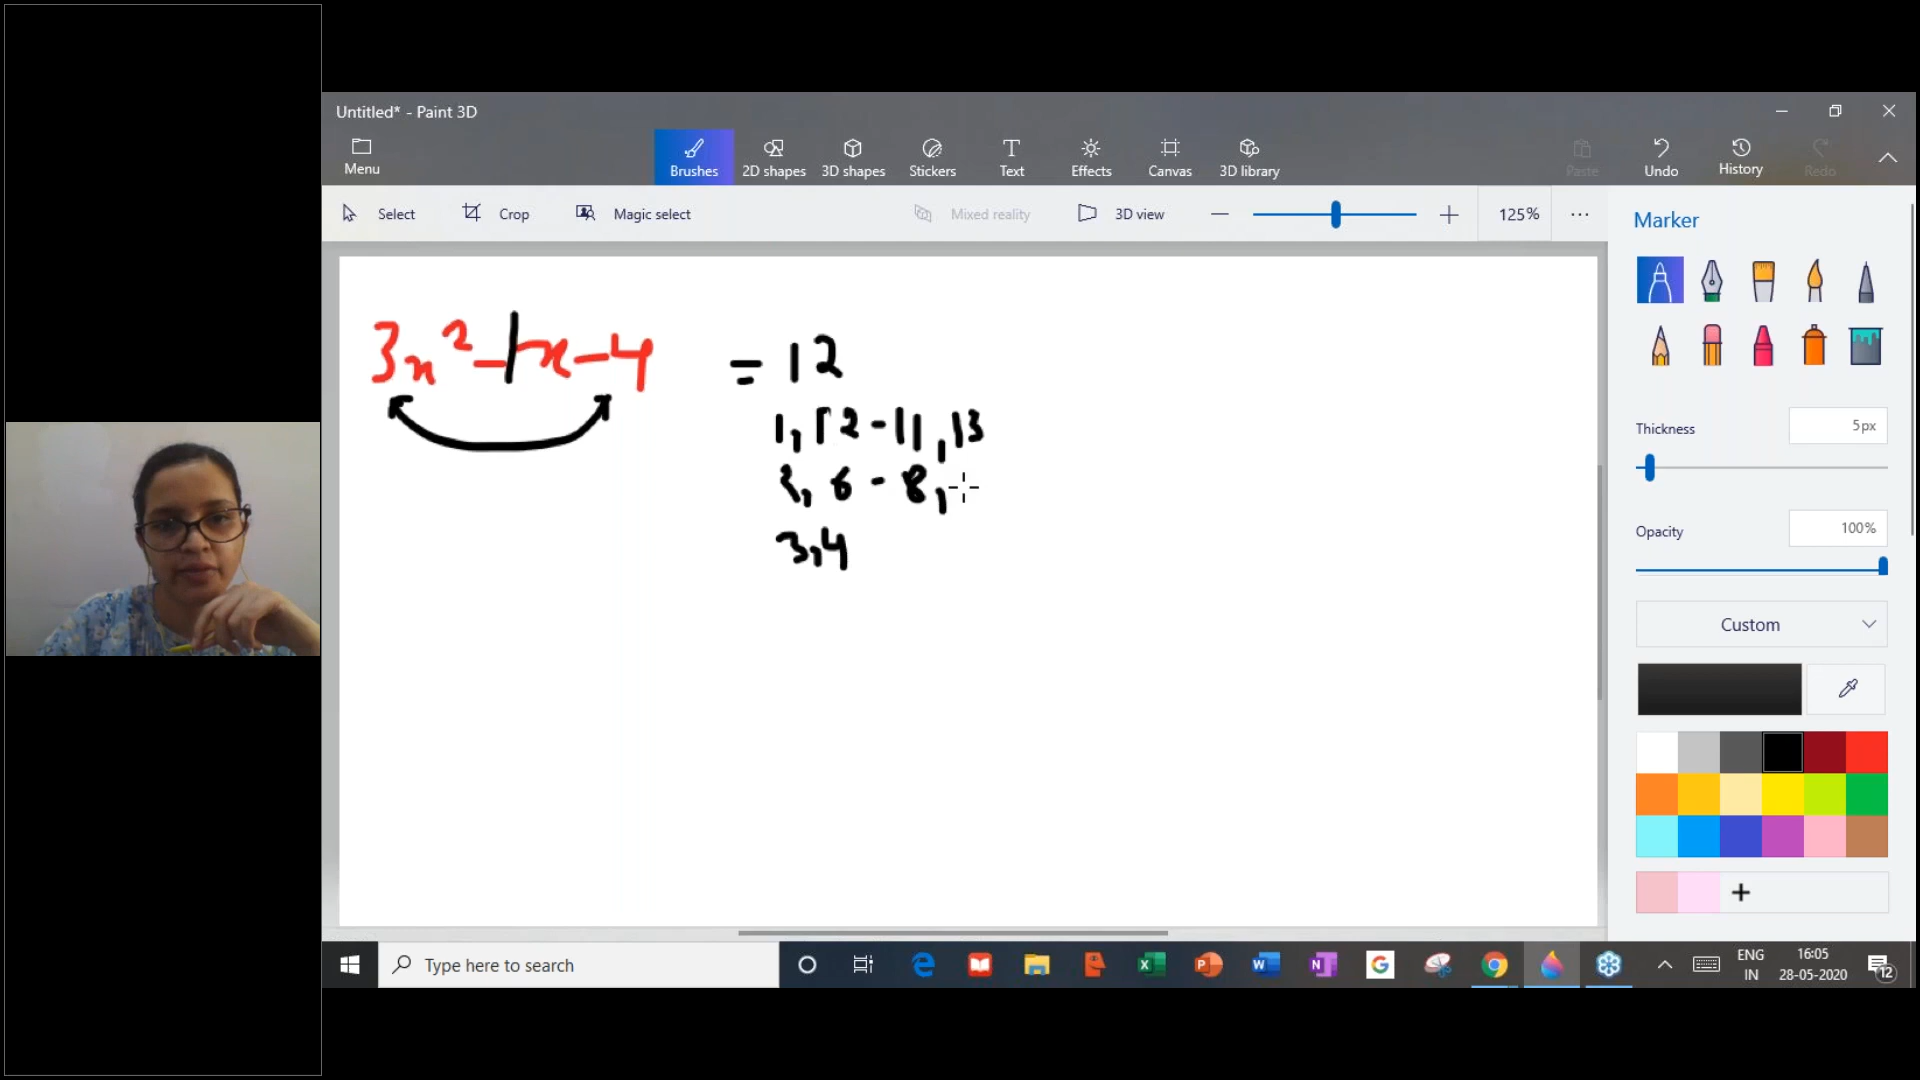 Untitled* - Paint 3D
Menu
Brushes
2D shapes
3D shapes
Stickers
Text
Effects
Canvas
3D library
Paste
Undo
History
Redo
Select
Crop
Magic select
Mixed reality
3D view
125%
Marker
3x² - 1x - 4 = 12
1, 12 - 11, 13
2, 6 - 8,
3, 4
Thickness
5px
Opacity
100%
Custom
Type here to search
ENG
IN
16:05
28-05-2020
12